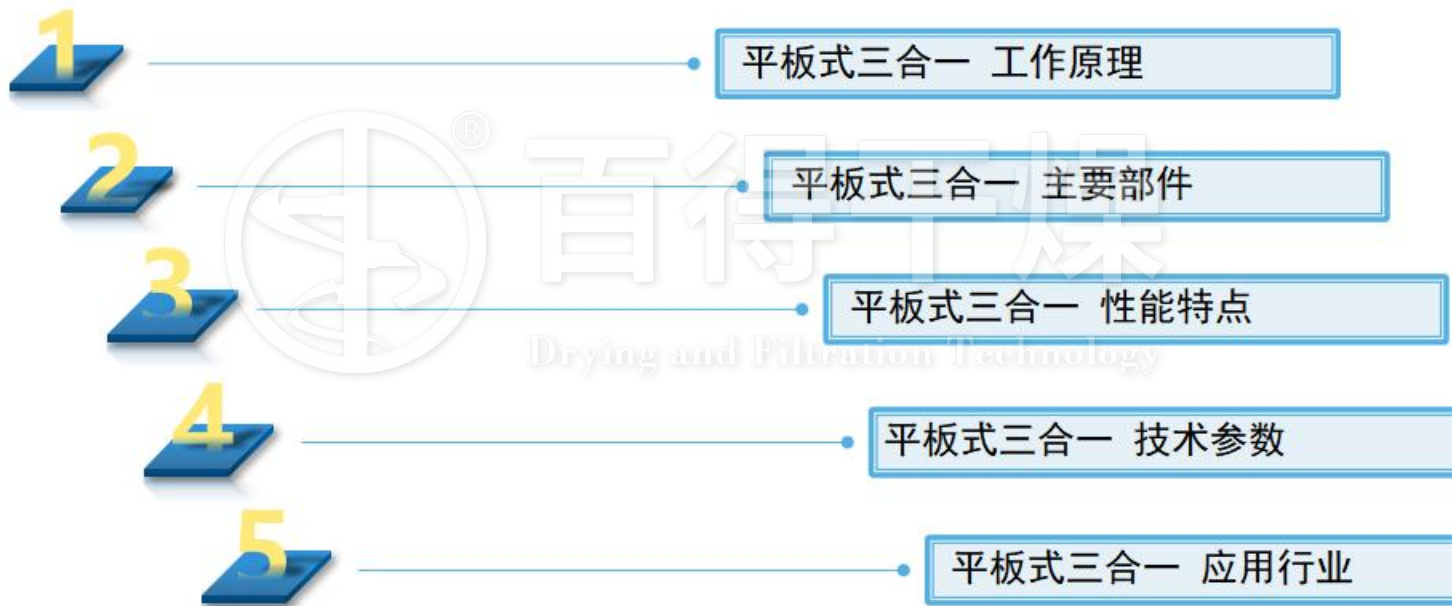 1
平板式三合一 工作原理
2
平板式三合一 主要部件
3
平板式三合一 性能特点
4
平板式三合一 技术参数
5
平板式三合一 应用行业
®
百得干燥
Drying and Filtration Technology